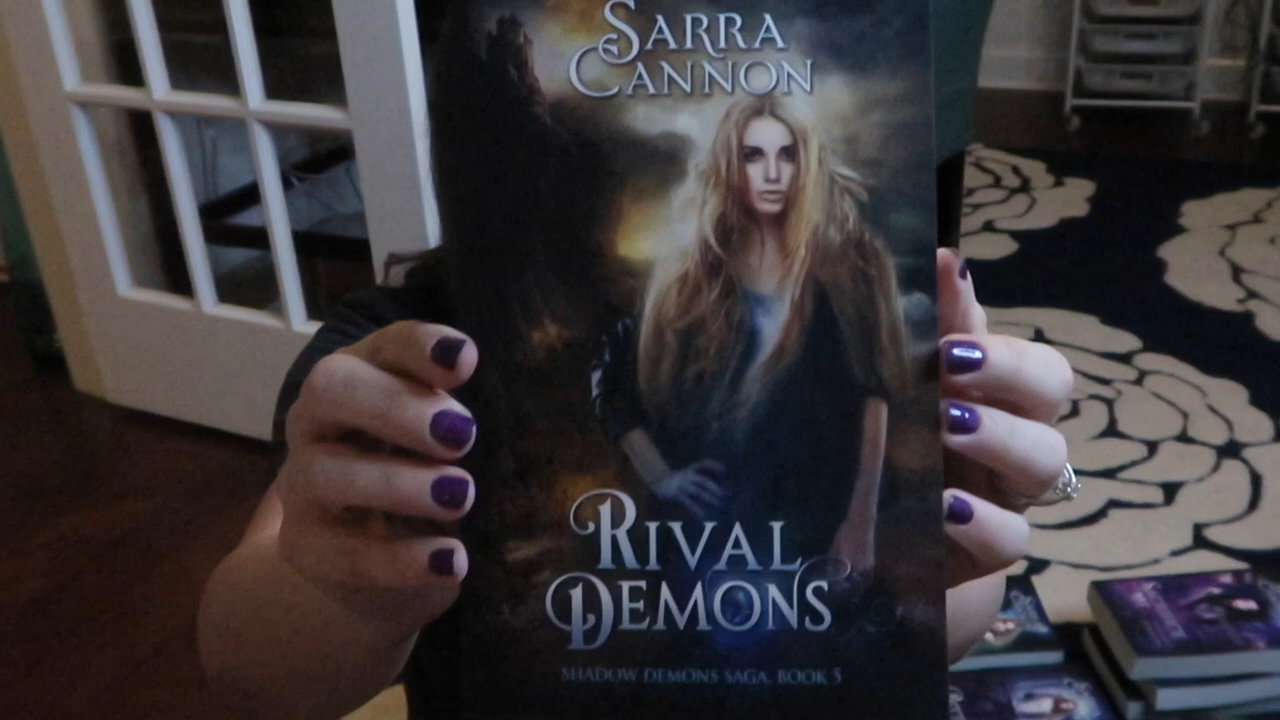 SARRA
CANNON
RIVAL
DEMONS
SHADOW DEMONS SAGA, BOOK 5